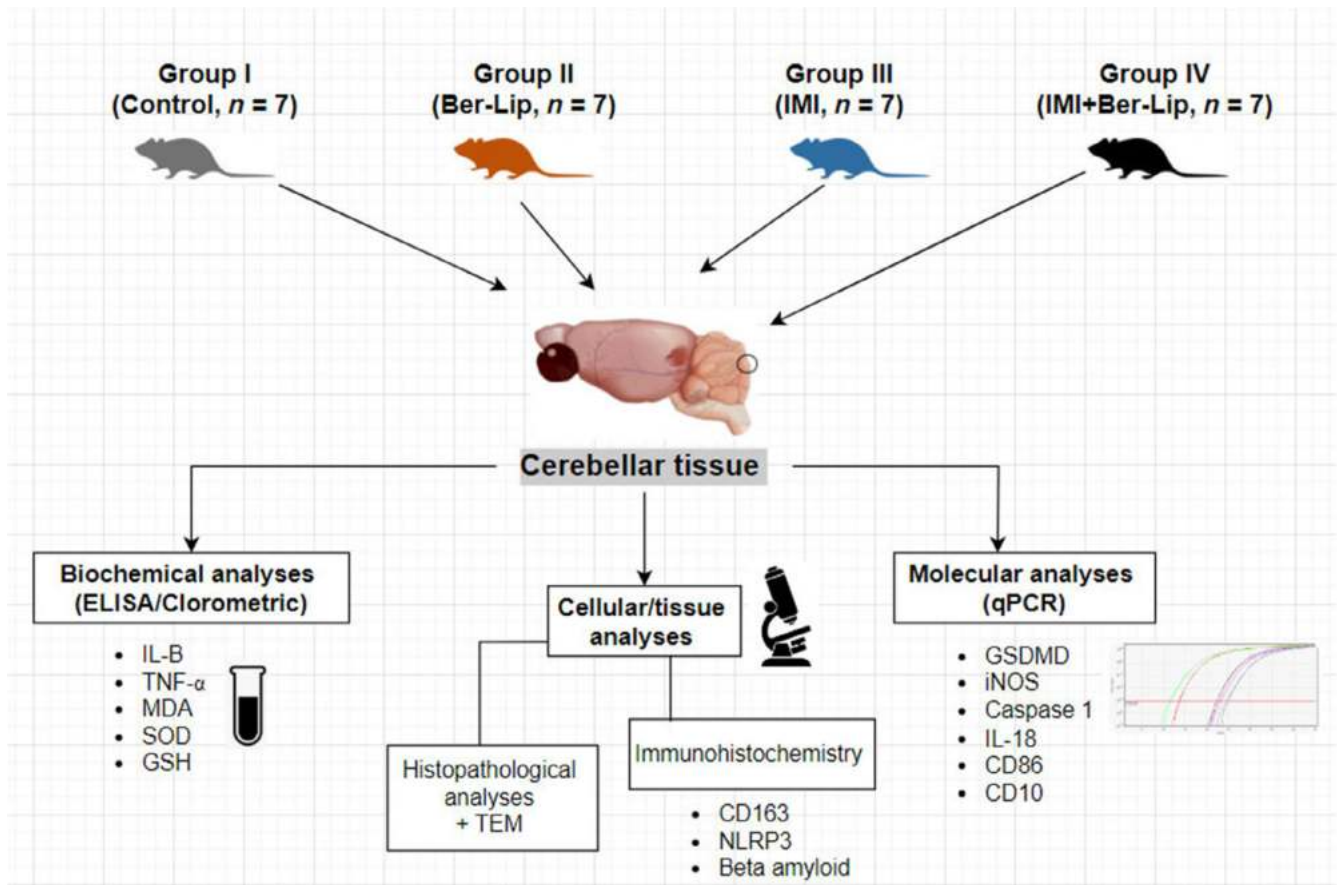 Group I
(Control, n = 7)
Group II
(Ber-Lip, n = 7)
Group III
(IMI, n = 7)
Group IV
(IMI+Ber-Lip, n = 7)
Cerebellar tissue
Biochemical analyses
(ELISA/Clorometric)
• IL-B
• TNF-α
• MDA
• SOD
• GSH
Cellular/tissue
analyses
Histopathological
analyses
+ TEM
Immunohistochemistry
• CD163
• NLRP3
• Beta amyloid
Molecular analyses
(qPCR)
• GSDMD
• iNOS
• Caspase 1
• IL-18
• CD86
• CD10